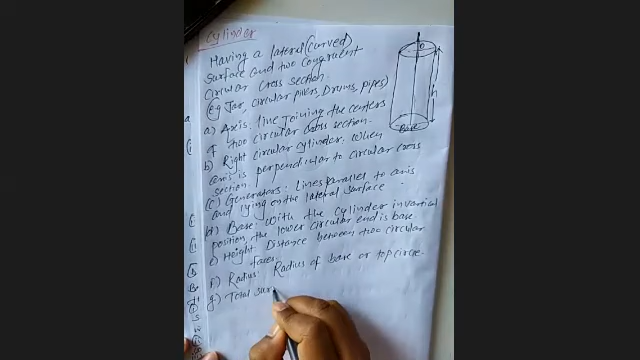 Cylinder
Having a lateral (curved)
surface and two congruent
circular cross section.
(eg Jar, circular pillers, Drums, pipes)
a) Axis: line joining the centers
of two circular cross section.
b) Right circular cylinder: When
axis is perpendicular to circular cross
section.
(c) Generators: Lines parallel to axis
and lying on the lateral surface.
(d) Base: With the cylinder in vartical
position, the lower circular end is base
e) Height: Distance between two circular
faces.
f) Radius: Radius of base or top circle.
g) Total sur
h
Base